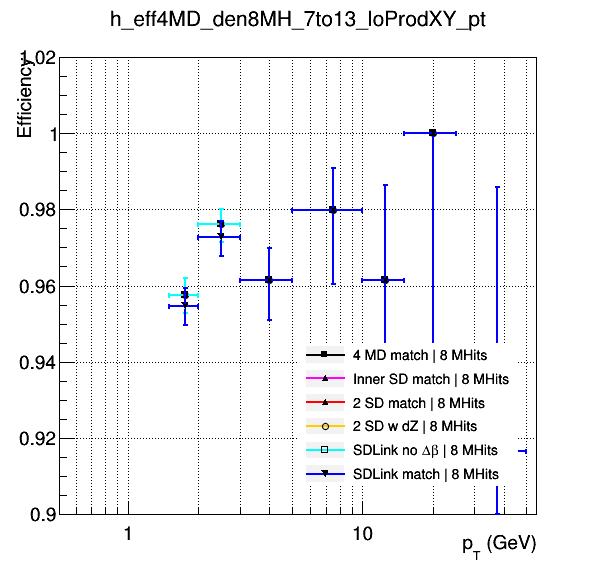 h_eff4MD_den8MH_7to13_loProdXY_pt
Efficiency
1.02
1
0.98
0.96
0.94
0.92
0.9
4 MD match | 8 MHits
Inner SD match | 8 MHits
2 SD match | 8 MHits
2 SD w dZ | 8 MHits
SDLink no Δβ | 8 MHits
SDLink match | 8 MHits
1
10
p_T (GeV)